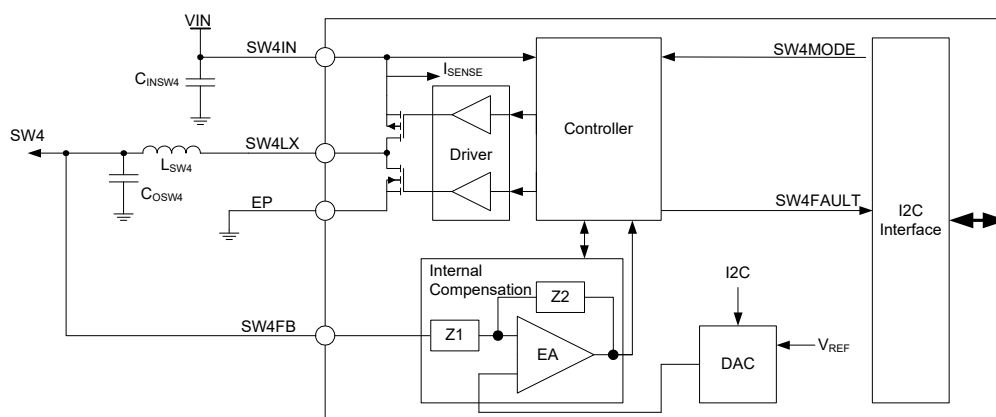 VIN
SW4IN
SW4MODE
ISENSE
CINSW4
Controller
SW4
SW4LX
Driver
LSW4
COSW4
EP
SW4FAULT
I2C
Interface
Internal
Compensation
Z2
I2C
SW4FB
Z1
EA
DAC
VREF